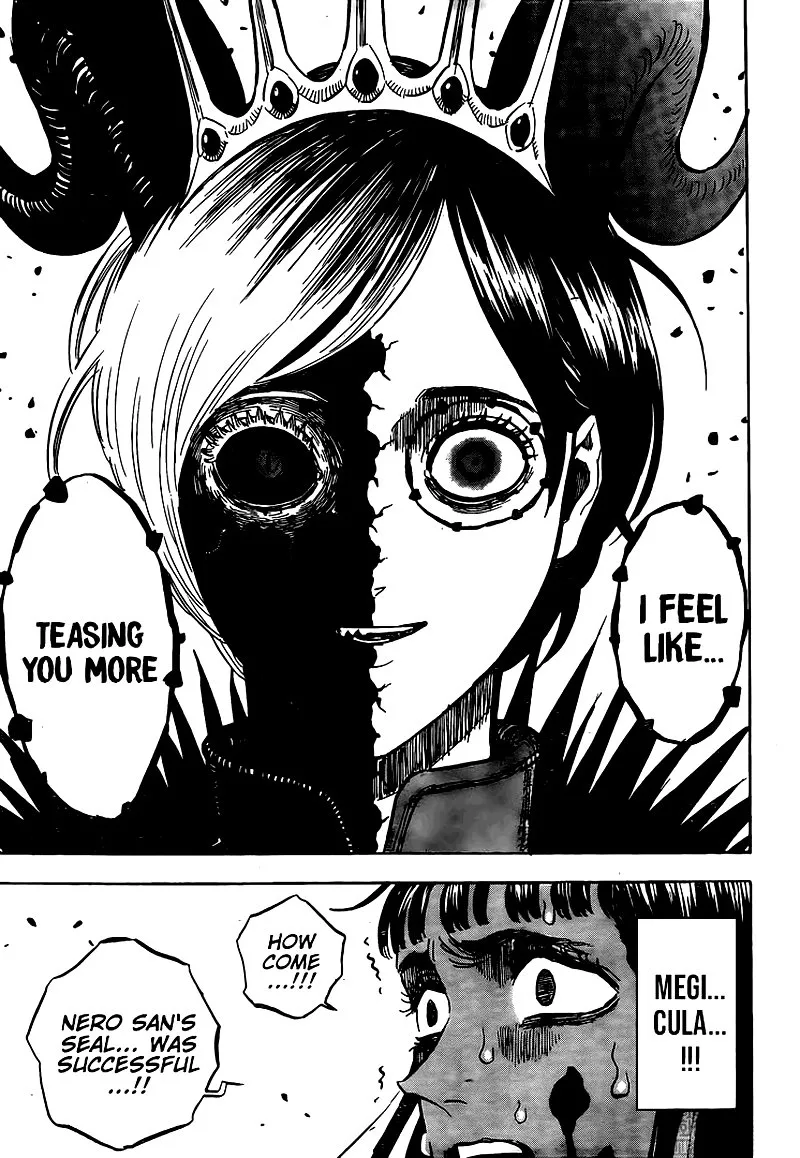 I FEEL
LIKE...
TEASING
YOU MORE
MEGI...
CULA...
!!!
HOW
COME
...!!!
NERO SAN'S
SEAL... WAS
SUCCESSFUL
...!!